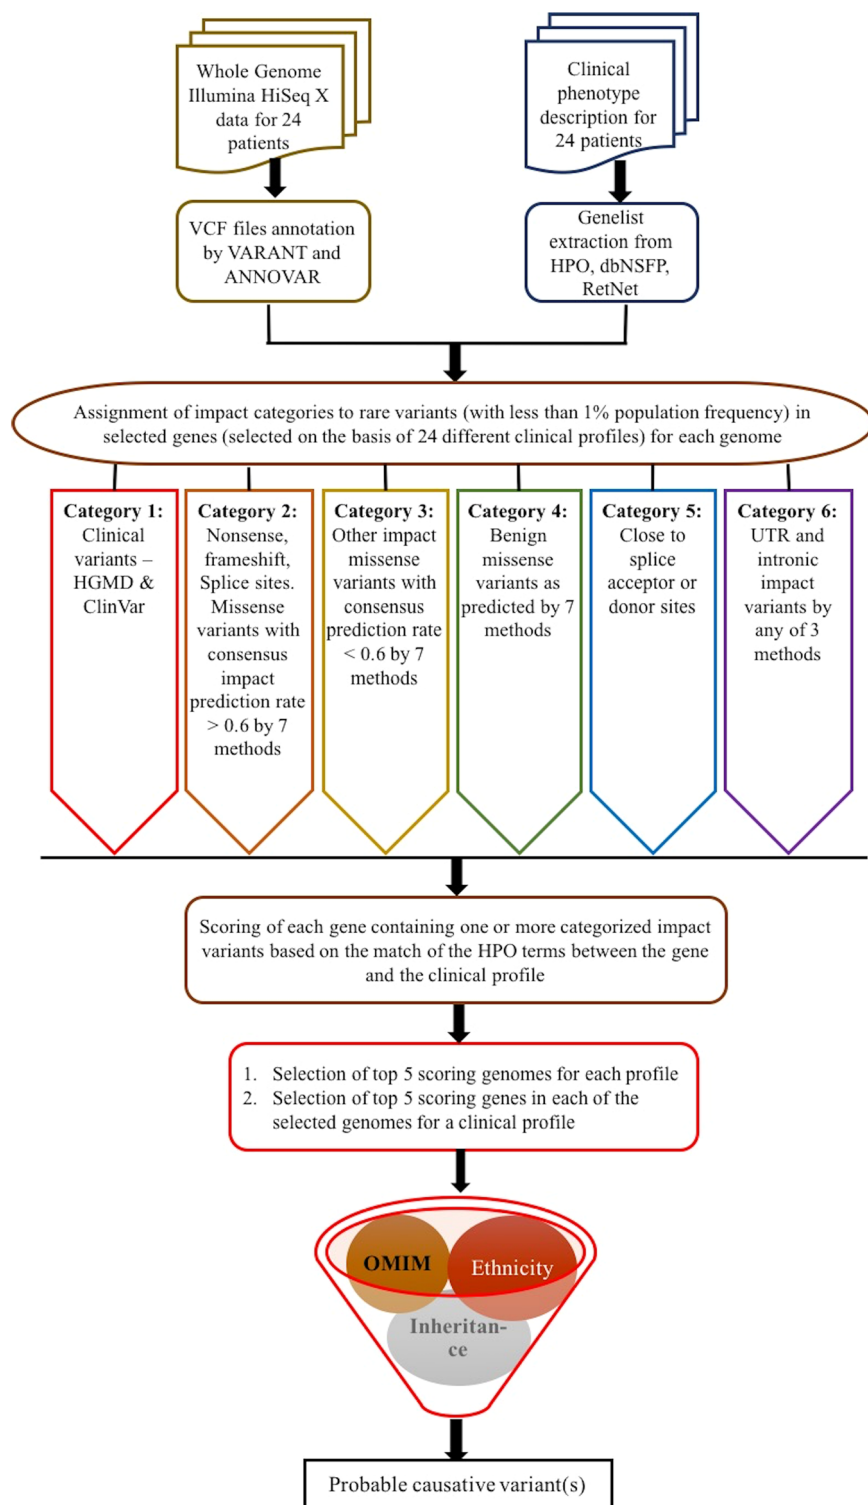 Whole Genome
Illumina HiSeq X
data for 24
patients
Clinical
phenotype
description for
24 patients
VCF files annotation
by VARANT and
ANNOVAR
Genelist
extraction from
HPO, dbNSFP,
RetNet
Assignment of impact categories to rare variants (with less than 1% population frequency) in
selected genes (selected on the basis of 24 different clinical profiles) for each genome
Category 1:
Clinical
variants –
HGMD &
ClinVar
Category 2:
Nonsense,
frameshift,
Splice sites.
Missense
variants with
consensus
impact
prediction rate
> 0.6 by 7
methods
Category 3:
Other impact
missense
variants with
consensus
prediction rate
< 0.6 by 7
methods
Category 4:
Benign
missense
variants as
predicted by 7
methods
Category 5:
Close to
splice
acceptor or
donor sites
Category 6:
UTR and
intronic
impact
variants by
any of 3
methods
Scoring of each gene containing one or more categorized impact
variants based on the match of the HPO terms between the gene
and the clinical profile
1. Selection of top 5 scoring genomes for each profile
2. Selection of top 5 scoring genes in each of the
selected genomes for a clinical profile
OMIM
Ethnicity
Inheritan-
ce
Probable causative variant(s)